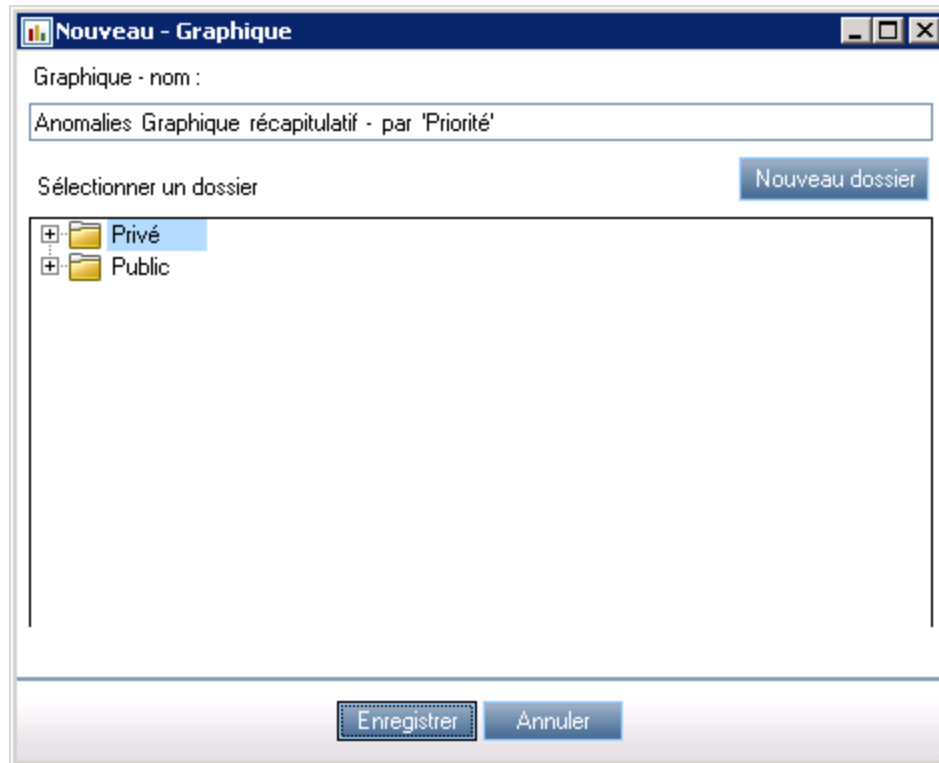 Nouveau - Graphique
Graphique - nom :
Anomalies Graphique récapitulatif - par 'Priorité'
Sélectionner un dossier
Nouveau dossier
Privé
Public
Enregistrer
Annuler